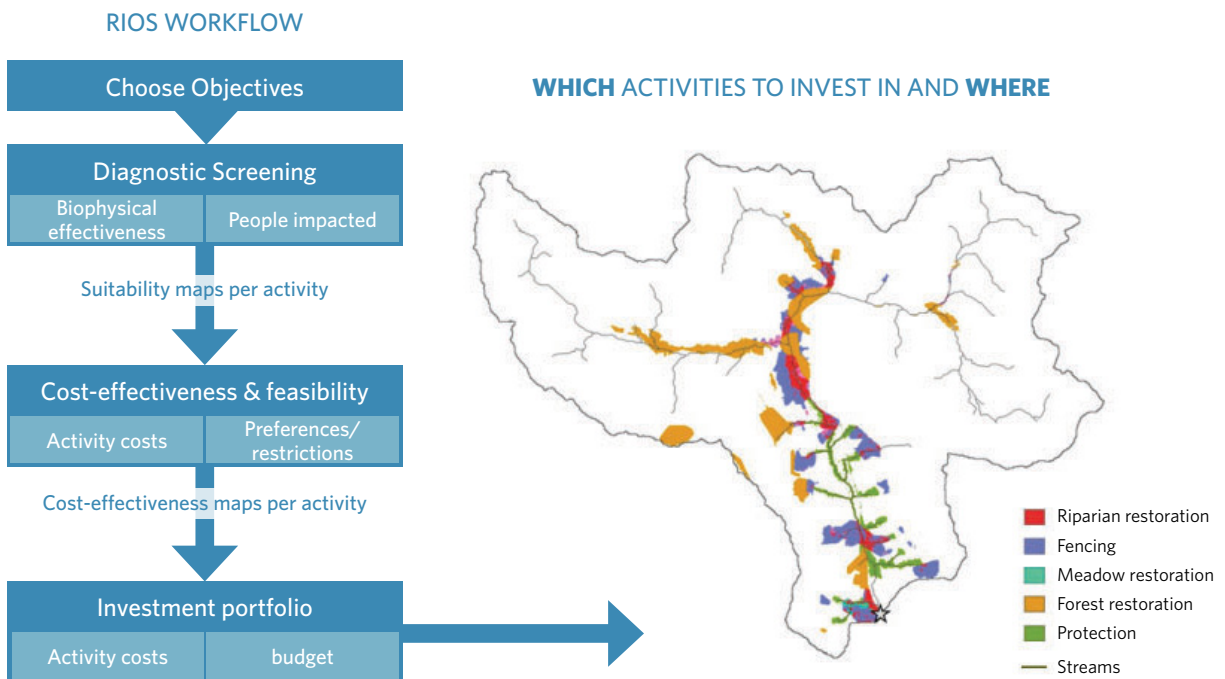 RIOS WORKFLOW
Choose Objectives
Diagnostic Screening
Biophysical
effectiveness
People impacted
Suitability maps per activity
Cost-effectiveness & feasibility
Activity costs
Preferences/
restrictions
Cost-effectiveness maps per activity
Investment portfolio
Activity costs
budget
WHICH ACTIVITIES TO INVEST IN AND WHERE
Riparian restoration
Fencing
Meadow restoration
Forest restoration
Protection
Streams